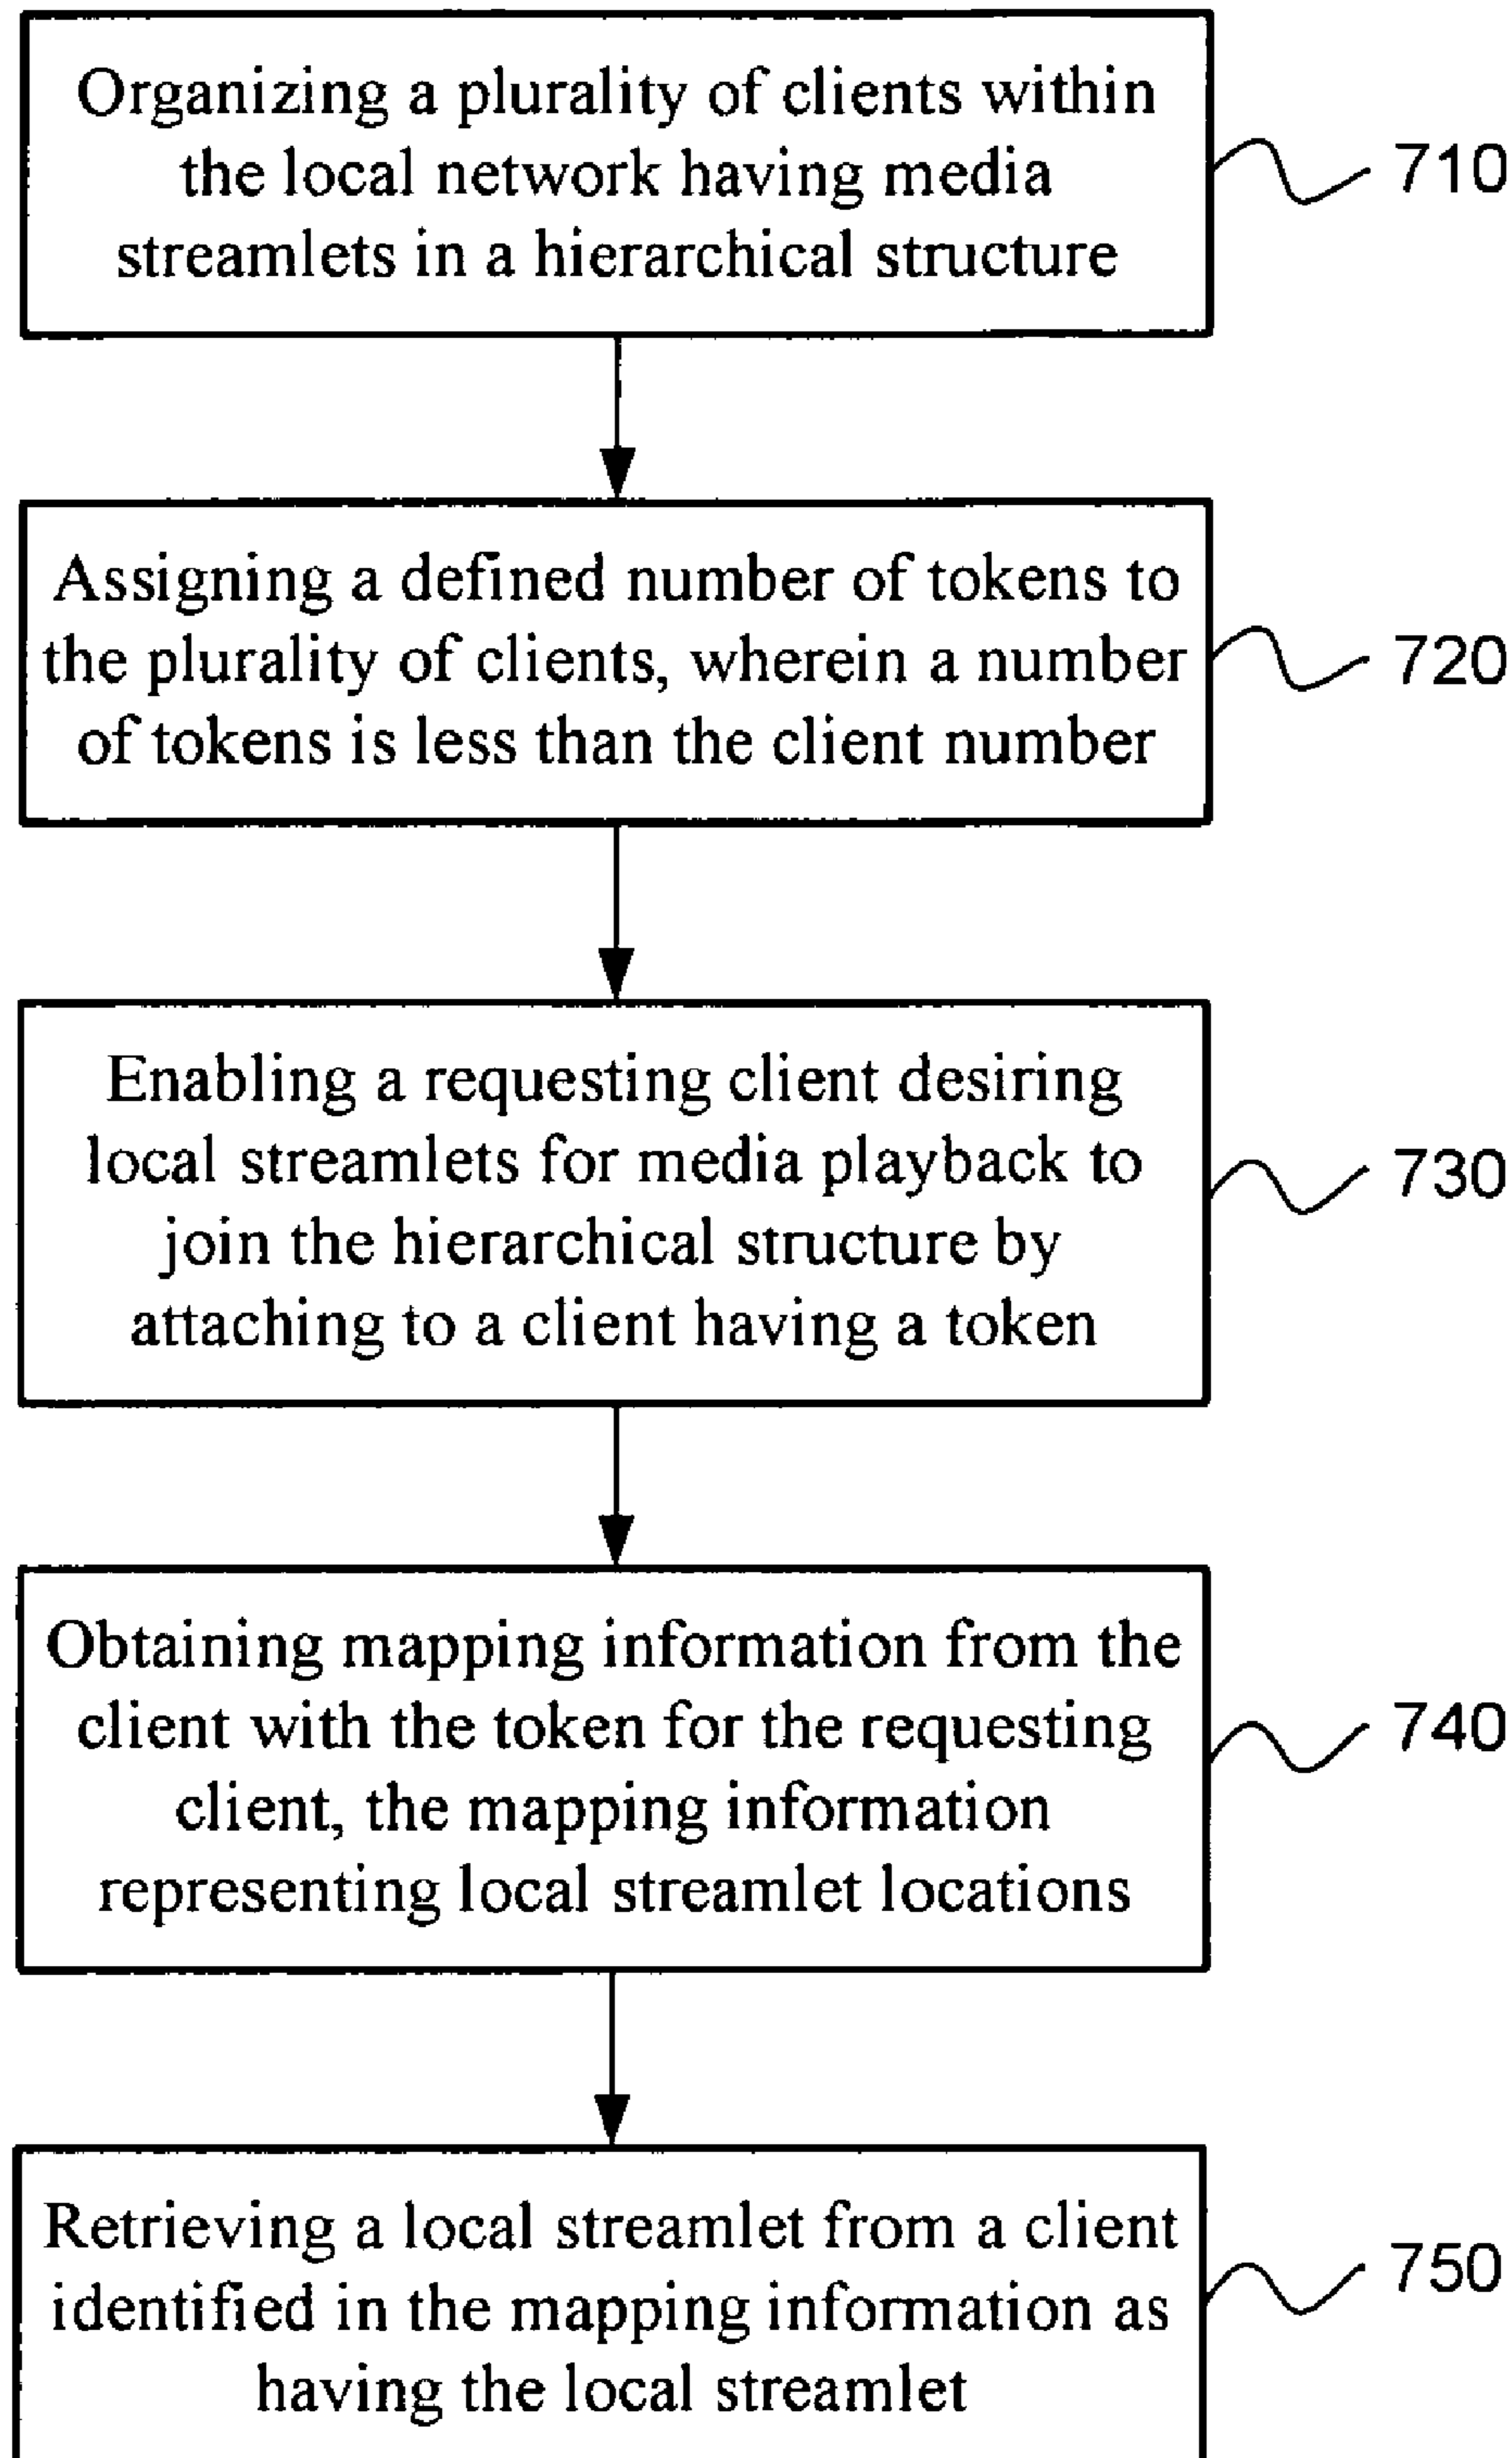 Organizing a plurality of clients within
the local network having media
streamlets in a hierarchical structure
710
Assigning a defined number of tokens to
the plurality of clients, wherein a number
of tokens is less than the client number
720
Enabling a requesting client desiring
local streamlets for media playback to
join the hierarchical structure by
attaching to a client having a token
730
Obtaining mapping information from the
client with the token for the requesting
client, the mapping information
representing local streamlet locations
740
Retrieving a local streamlet from a client
identified in the mapping information as
having the local streamlet
750